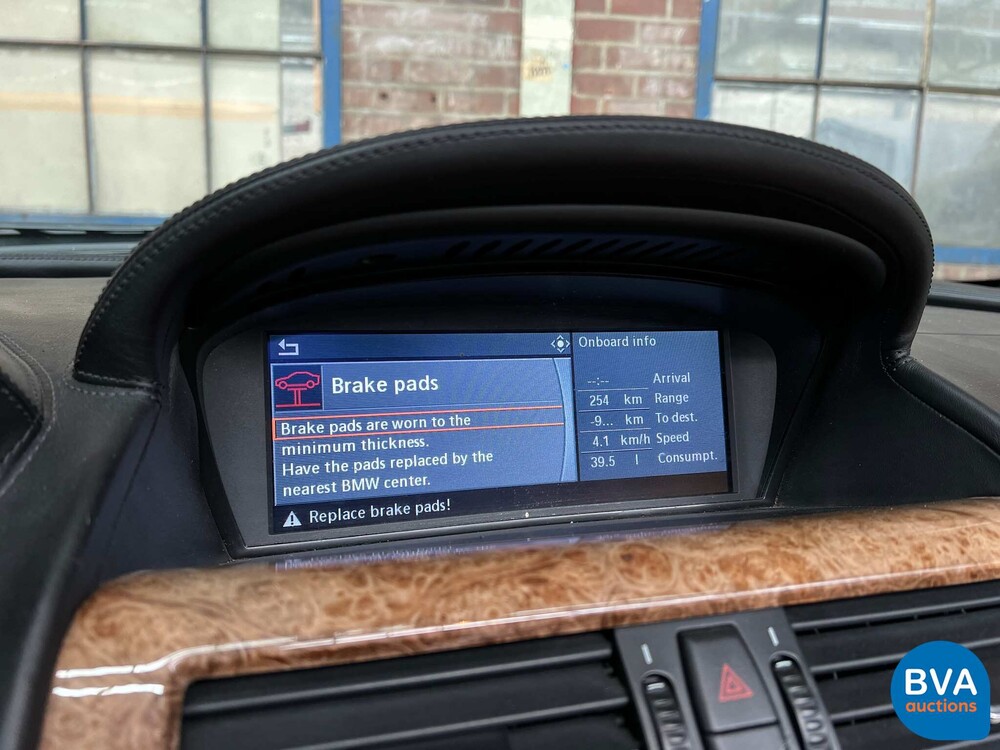 Brake pads
Brake pads are worn to the
minimum thickness.
Have the pads replaced by the
nearest BMW center.
Replace brake pads!
Onboard info
--:-- Arrival
254 km Range
-9... km To dest.
4.1 km/h Speed
39.5 l Consumpt.
BVA
auctions